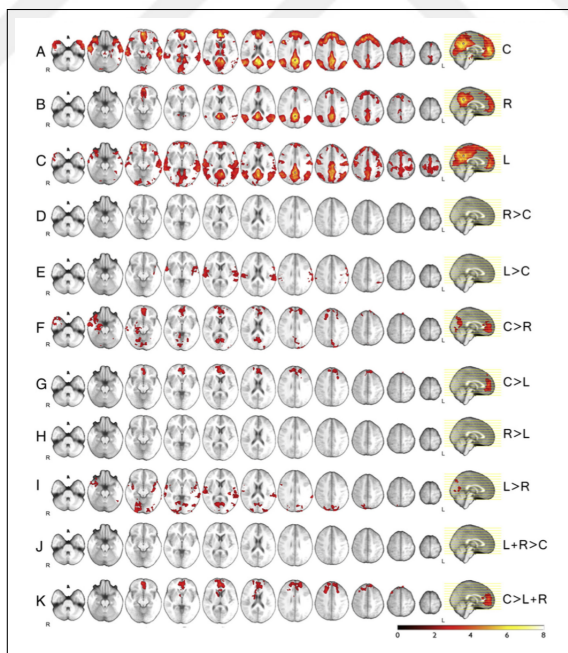 A C
R L
B R
R L
C L
R L
D R>C
R L
E L>C
R L
F C>R
R L
G C>L
R L
H R>L
R L
I L>R
R L
J L+R>C
R L
K C>L+R
R L
0 2 4 6 8